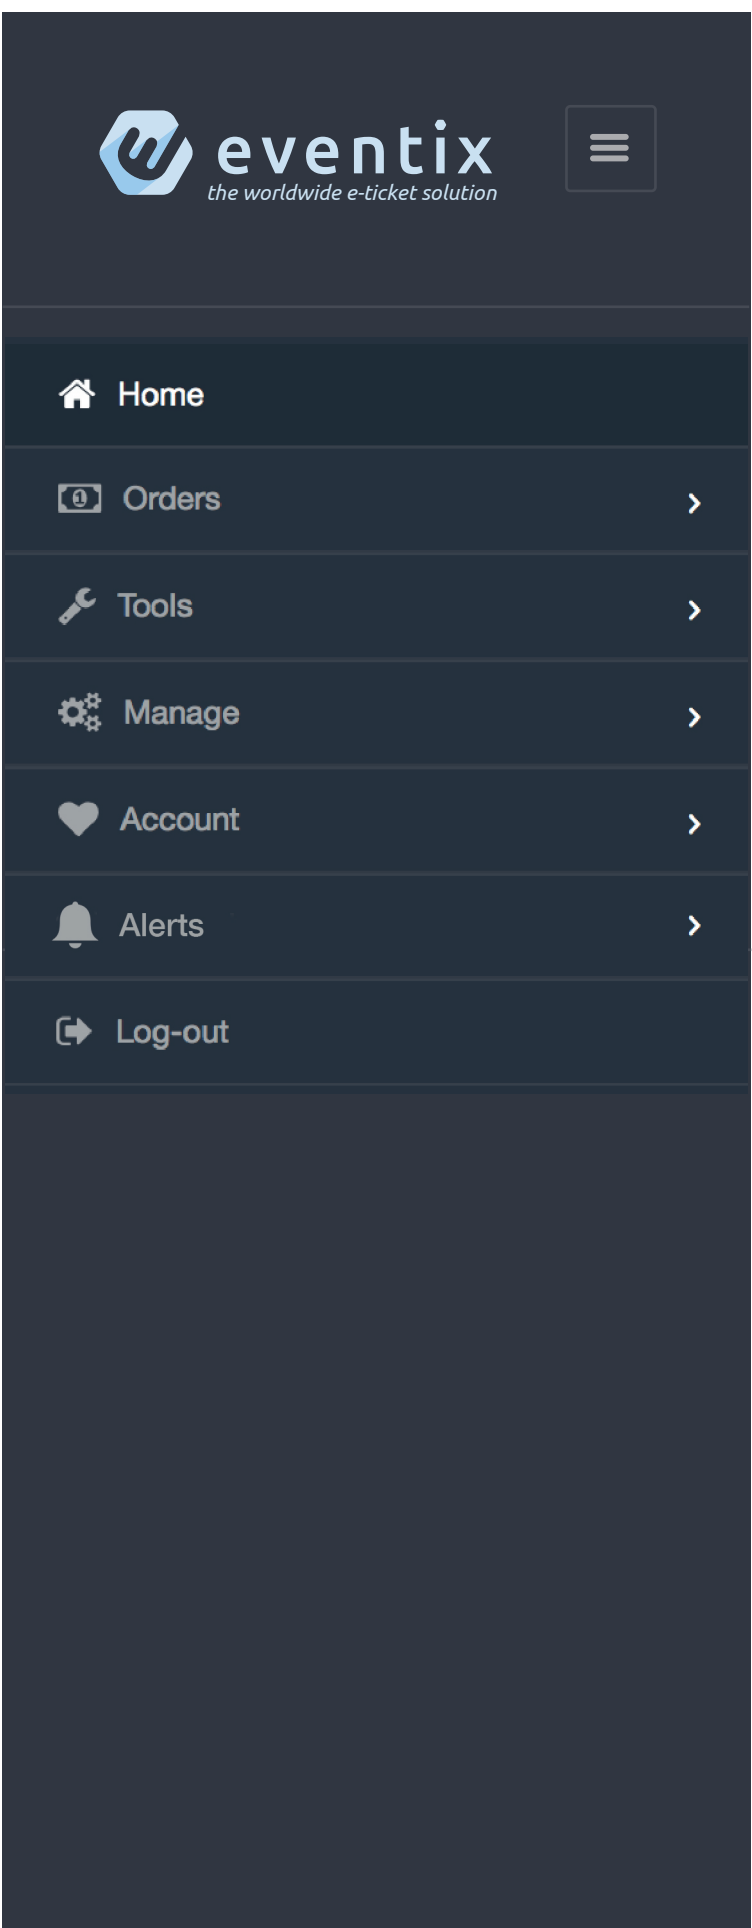 eventix
the worldwide e-ticket solution
Home
Orders
Tools
Manage
Account
Alerts
Log-out